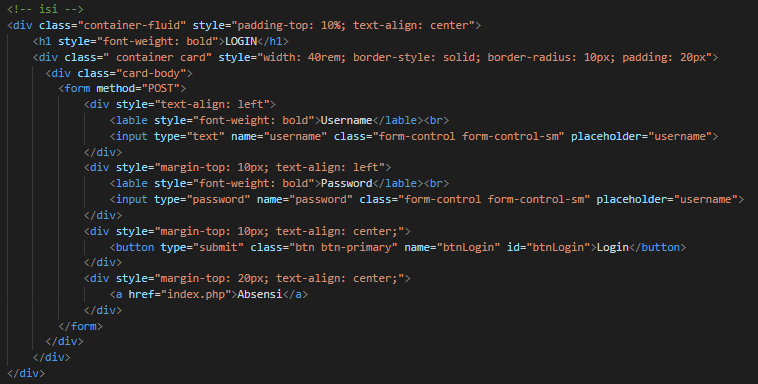 <!-- isi -->
<div class="container-fluid" style="padding-top: 10%; text-align: center">
    <h1 style="font-weight: bold">LOGIN</h1>
    <div class=" container card" style="width: 40rem; border-style: solid; border-radius: 10px; padding: 20px">
      <div class="card-body">
        <form method="POST">
            <div style="text-align: left">
                <lable style="font-weight: bold">Username</lable><br>
                <input type="text" name="username" class="form-control form-control-sm" placeholder="username">
            </div>
            <div style="margin-top: 10px; text-align: left">
                <lable style="font-weight: bold">Password</lable><br>
                <input type="password" name="password" class="form-control form-control-sm" placeholder="username">
            </div>
            <div style="margin-top: 10px; text-align: center;">
                <button type="submit" class="btn btn-primary" name="btnLogin" id="btnLogin">Login</button>
            </div>
            <div style="margin-top: 20px; text-align: center;">
                <a href="index.php">Absensi</a>
            </div>
        </form>
      </div>
    </div>
</div>